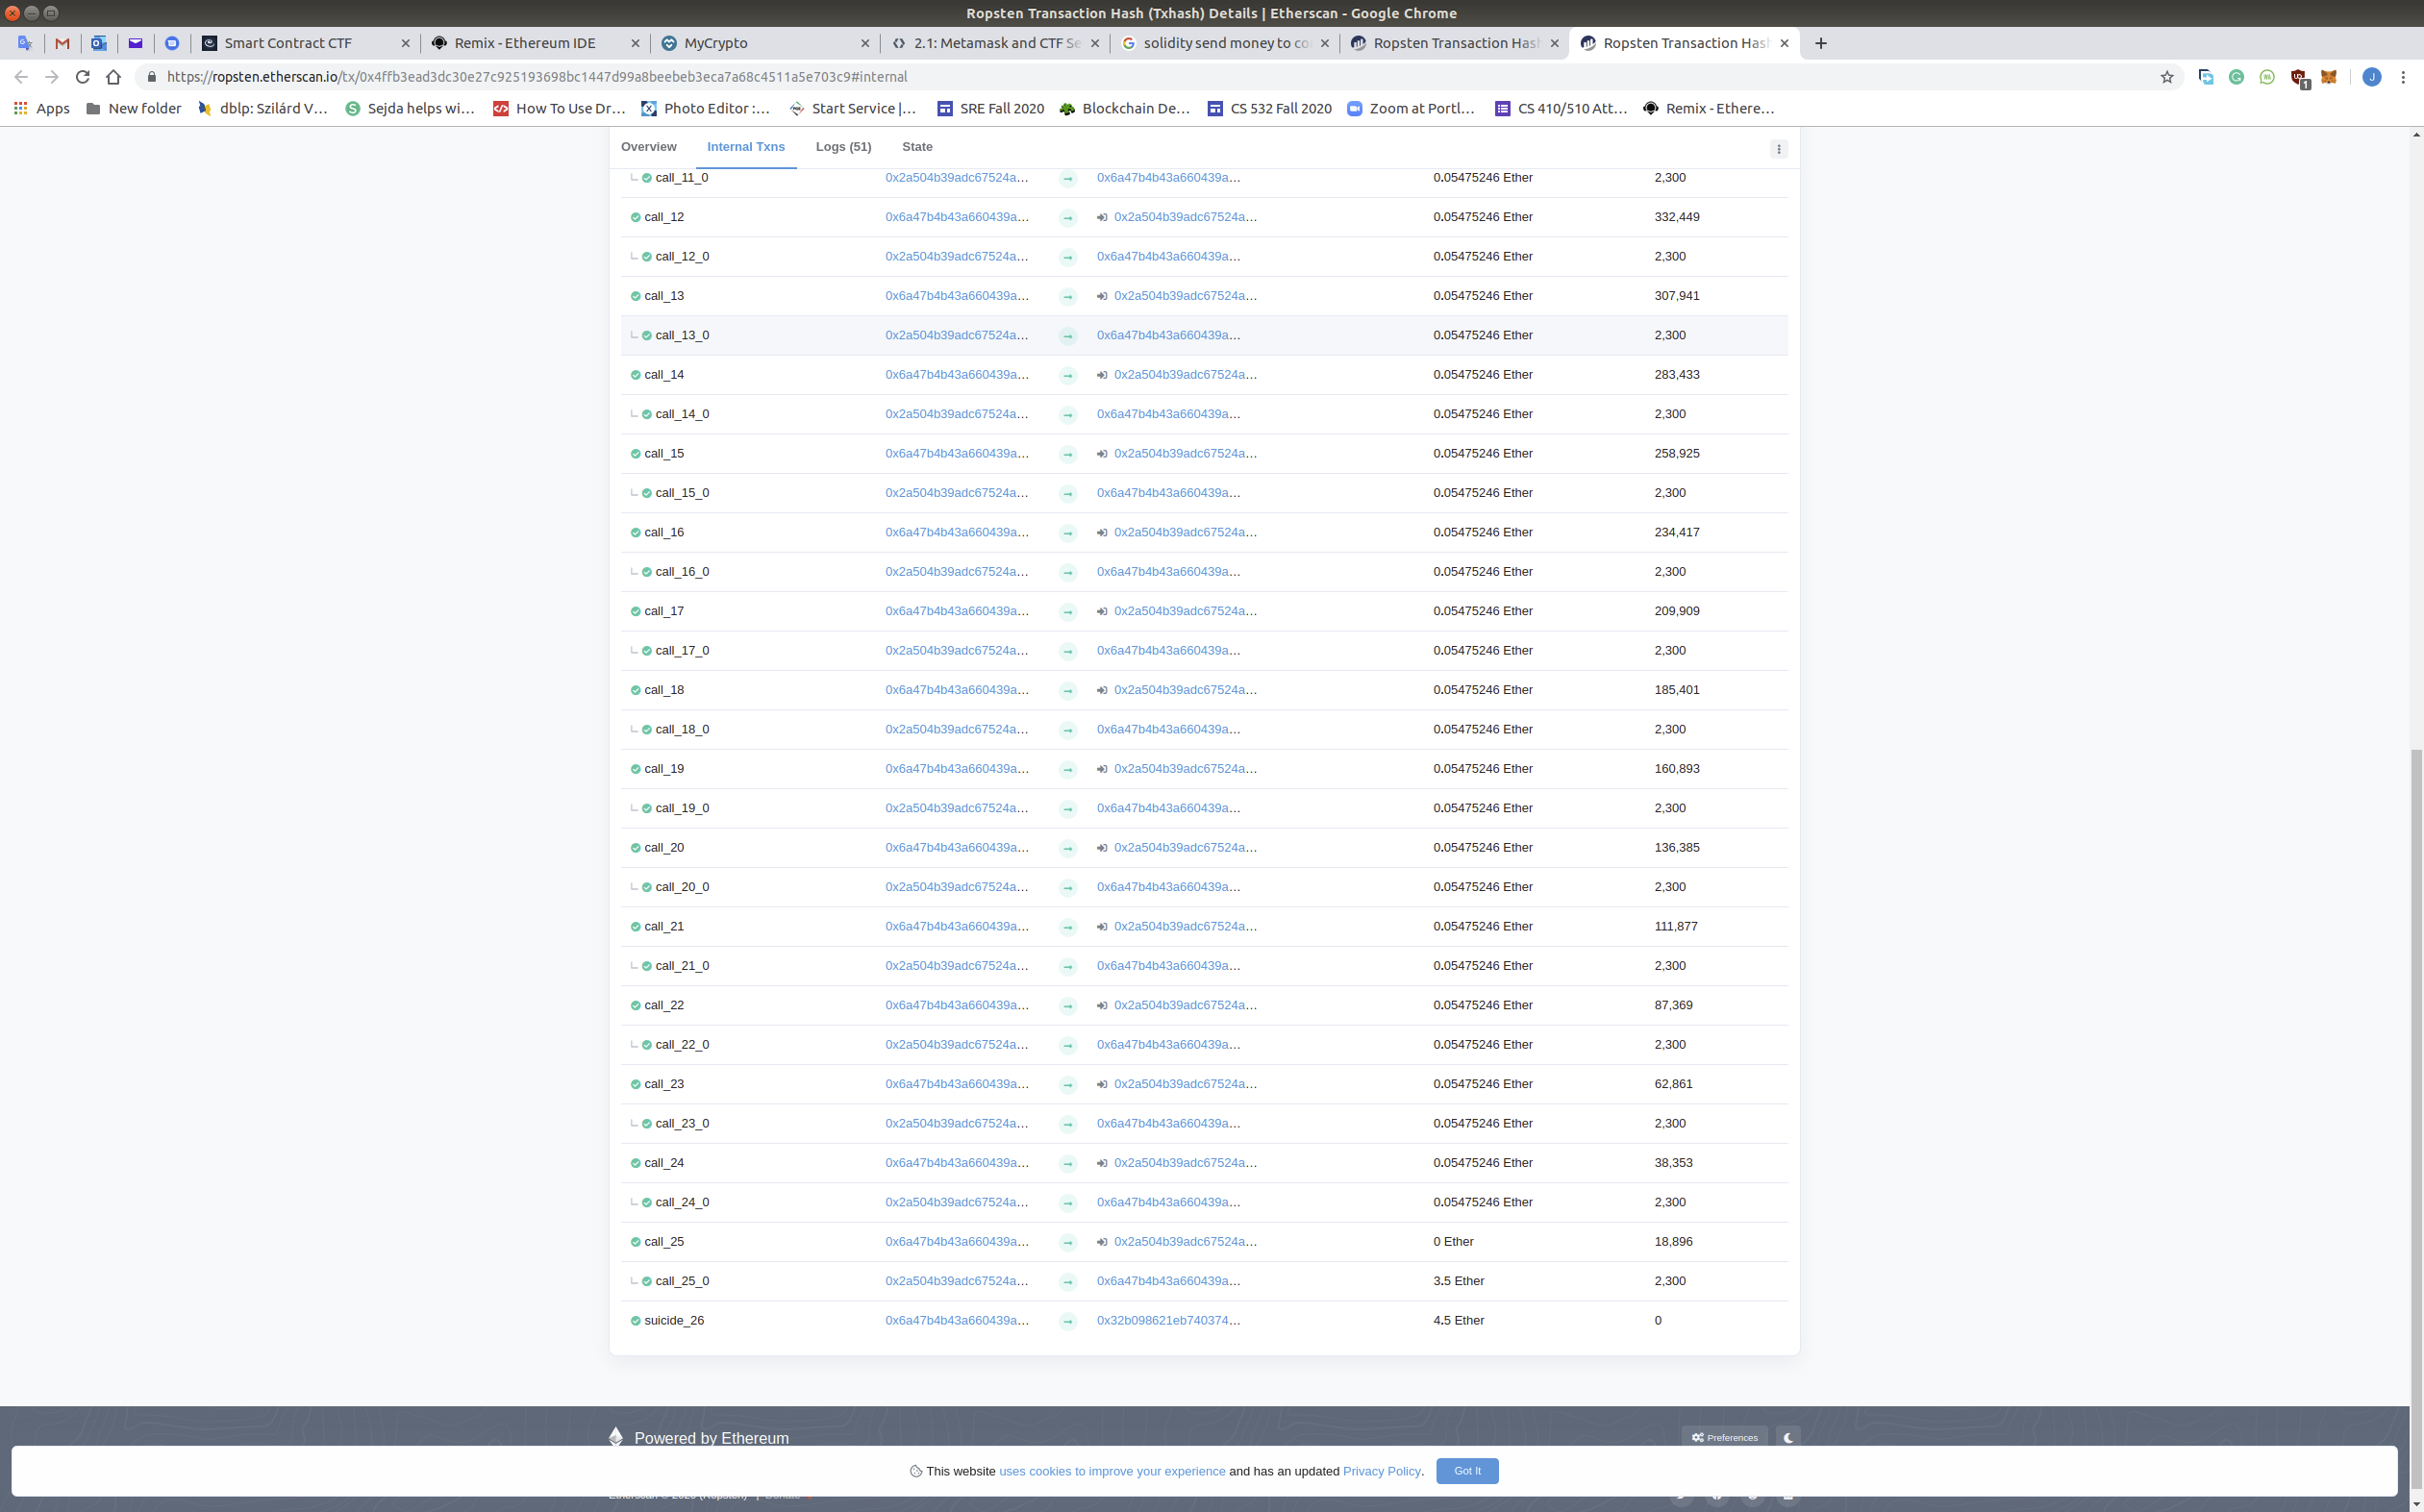 Ropsten Transaction Hash (Txhash) Details | Etherscan - Google Chrome
Smart Contract CTF Remix - Ethereum IDE MyCrypto 2.1: Metamask and CTF Se solidity send money to co Ropsten Transaction Has Ropsten Transaction Has
https://ropsten.etherscan.io/tx/0x4ffb3ead3dc30e27c925193698bc1447d99a8beebeb3eca7a68c4511a5e703c9#internal
Apps New folder dblp: Szilárd V... Sejda helps wi... How To Use Dr... Photo Editor :... Start Service |... SRE Fall 2020 Blockchain De... CS 532 Fall 2020 Zoom at Portl... CS 410/510 Att... Remix - Ethere...
Overview Internal Txns Logs (51) State
call_11_0 0x2a504b39adc67524a... 0x6a47b4b43a660439a... 0.05475246 Ether 2,300
call_12 0x6a47b4b43a660439a... 0x2a504b39adc67524a... 0.05475246 Ether 332,449
call_12_0 0x2a504b39adc67524a... 0x6a47b4b43a660439a... 0.05475246 Ether 2,300
call_13 0x6a47b4b43a660439a... 0x2a504b39adc67524a... 0.05475246 Ether 307,941
call_13_0 0x2a504b39adc67524a... 0x6a47b4b43a660439a... 0.05475246 Ether 2,300
call_14 0x6a47b4b43a660439a... 0x2a504b39adc67524a... 0.05475246 Ether 283,433
call_14_0 0x2a504b39adc67524a... 0x6a47b4b43a660439a... 0.05475246 Ether 2,300
call_15 0x6a47b4b43a660439a... 0x2a504b39adc67524a... 0.05475246 Ether 258,925
call_15_0 0x2a504b39adc67524a... 0x6a47b4b43a660439a... 0.05475246 Ether 2,300
call_16 0x6a47b4b43a660439a... 0x2a504b39adc67524a... 0.05475246 Ether 234,417
call_16_0 0x2a504b39adc67524a... 0x6a47b4b43a660439a... 0.05475246 Ether 2,300
call_17 0x6a47b4b43a660439a... 0x2a504b39adc67524a... 0.05475246 Ether 209,909
call_17_0 0x2a504b39adc67524a... 0x6a47b4b43a660439a... 0.05475246 Ether 2,300
call_18 0x6a47b4b43a660439a... 0x2a504b39adc67524a... 0.05475246 Ether 185,401
call_18_0 0x2a504b39adc67524a... 0x6a47b4b43a660439a... 0.05475246 Ether 2,300
call_19 0x6a47b4b43a660439a... 0x2a504b39adc67524a... 0.05475246 Ether 160,893
call_19_0 0x2a504b39adc67524a... 0x6a47b4b43a660439a... 0.05475246 Ether 2,300
call_20 0x6a47b4b43a660439a... 0x2a504b39adc67524a... 0.05475246 Ether 136,385
call_20_0 0x2a504b39adc67524a... 0x6a47b4b43a660439a... 0.05475246 Ether 2,300
call_21 0x6a47b4b43a660439a... 0x2a504b39adc67524a... 0.05475246 Ether 111,877
call_21_0 0x2a504b39adc67524a... 0x6a47b4b43a660439a... 0.05475246 Ether 2,300
call_22 0x6a47b4b43a660439a... 0x2a504b39adc67524a... 0.05475246 Ether 87,369
call_22_0 0x2a504b39adc67524a... 0x6a47b4b43a660439a... 0.05475246 Ether 2,300
call_23 0x6a47b4b43a660439a... 0x2a504b39adc67524a... 0.05475246 Ether 62,861
call_23_0 0x2a504b39adc67524a... 0x6a47b4b43a660439a... 0.05475246 Ether 2,300
call_24 0x6a47b4b43a660439a... 0x2a504b39adc67524a... 0.05475246 Ether 38,353
call_24_0 0x2a504b39adc67524a... 0x6a47b4b43a660439a... 0.05475246 Ether 2,300
call_25 0x6a47b4b43a660439a... 0x2a504b39adc67524a... 0 Ether 18,896
call_25_0 0x2a504b39adc67524a... 0x6a47b4b43a660439a... 3.5 Ether 2,300
suicide_26 0x6a47b4b43a660439a... 0x32b098621eb740374... 4.5 Ether 0
Powered by Ethereum Preferences
This website uses cookies to improve your experience and has an updated Privacy Policy. Got It